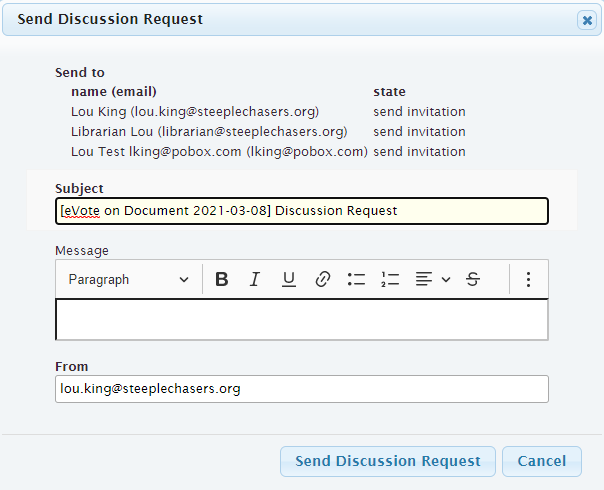 Send Discussion Request
Send to
name (email) state
Lou King (lou.king@steeplechasers.org) send invitation
Librarian Lou (librarian@steeplechasers.org) send invitation
Lou Test lking@pobox.com (lking@pobox.com) send invitation
Subject
[eVote on Document 2021-03-08] Discussion Request
Message
Paragraph B I U S
From
lou.king@steeplechasers.org
Send Discussion Request Cancel